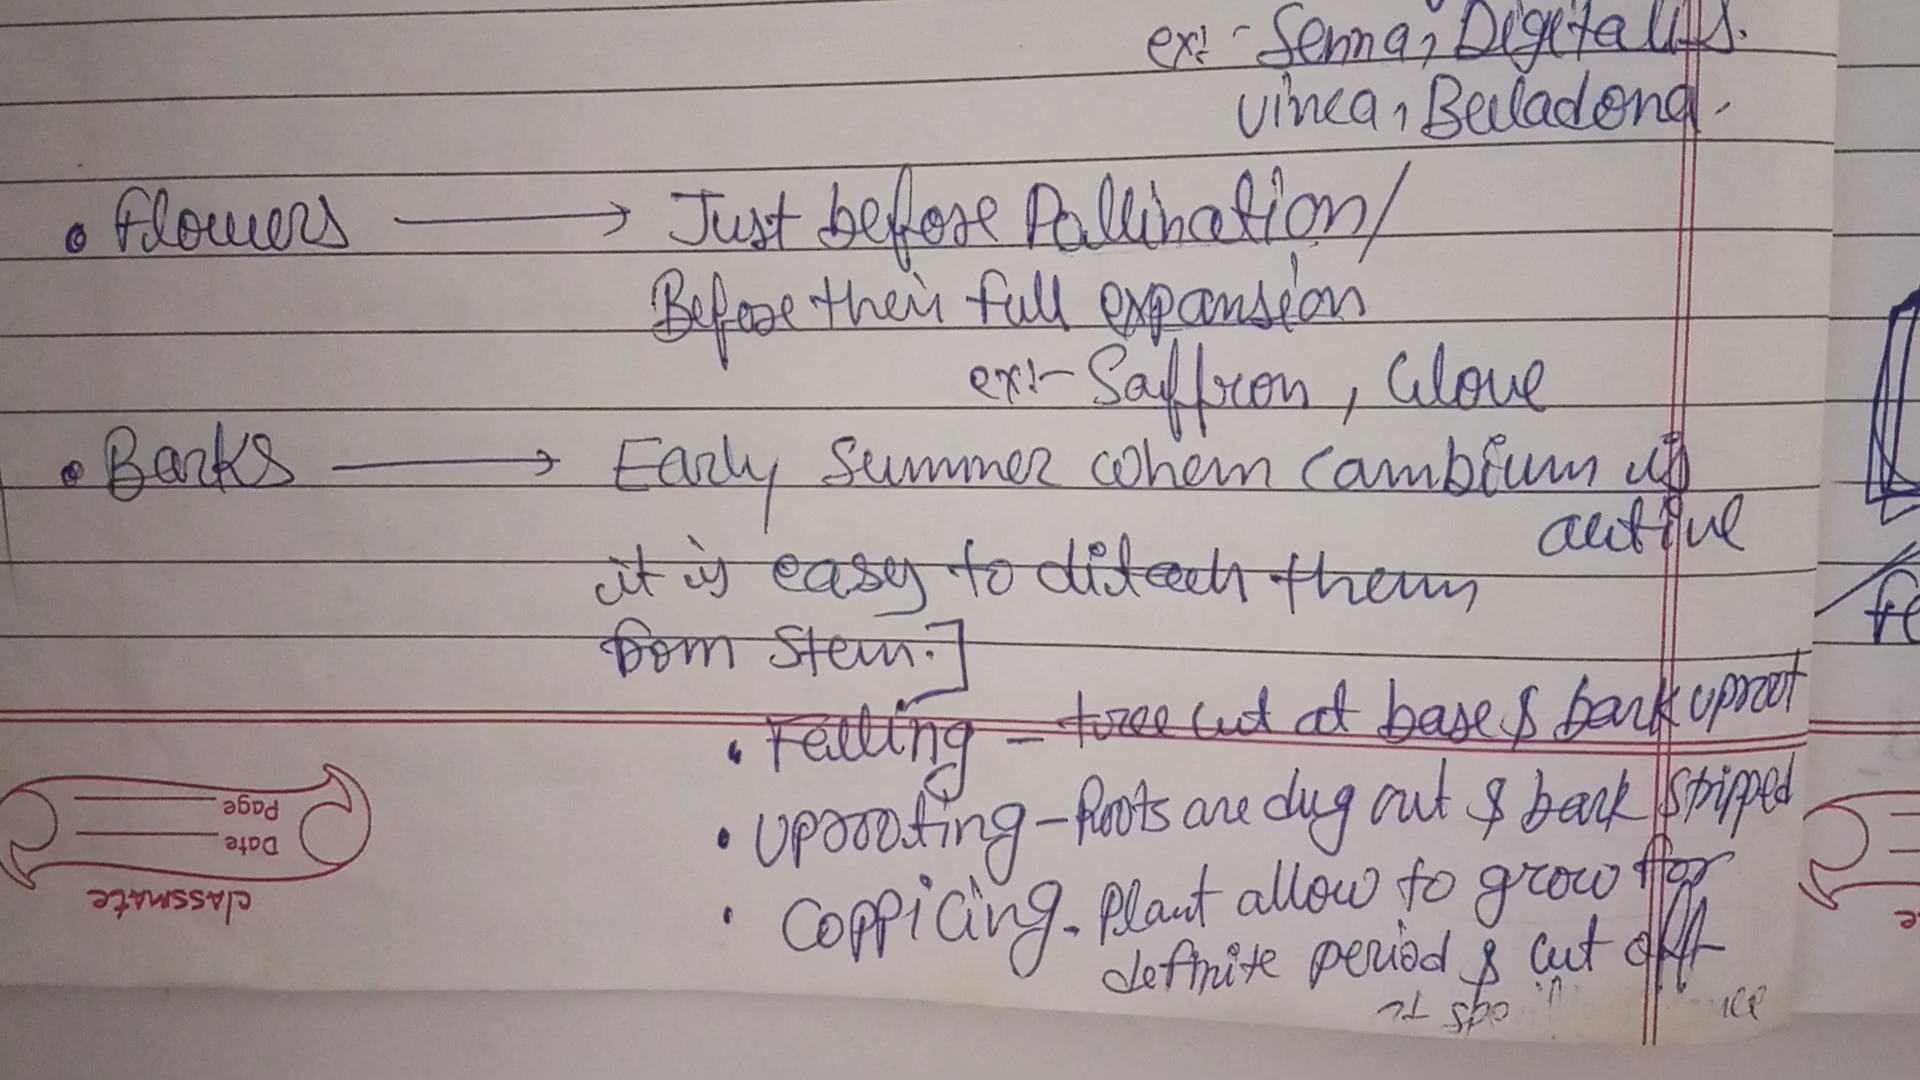 ex:- Senna, Digitalis.
vinca, Belladona.
• Flowers → Just before Pallination/
Before their full expansion
ex:- Saffron, Clove
• Barks → Early Summer when cambium is
active
it is easy to ditach them
from Stem.]
• Felling - tree cut at base & bark uproot
• Uprooting - Roots are dug out & bark stripped
• Coppicing - Plant allow to grow for
definite period & cut off
Page
Date
classmate